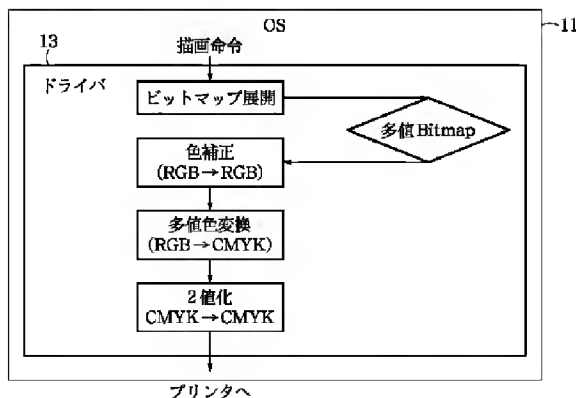 OS
11
13
描画命令
ドライバ
ビットマップ展開
多値Bitmap
色補正
(RGB→RGB)
多値色変換
(RGB→CMYK)
2値化
CMYK→CMYK
プリンタへ